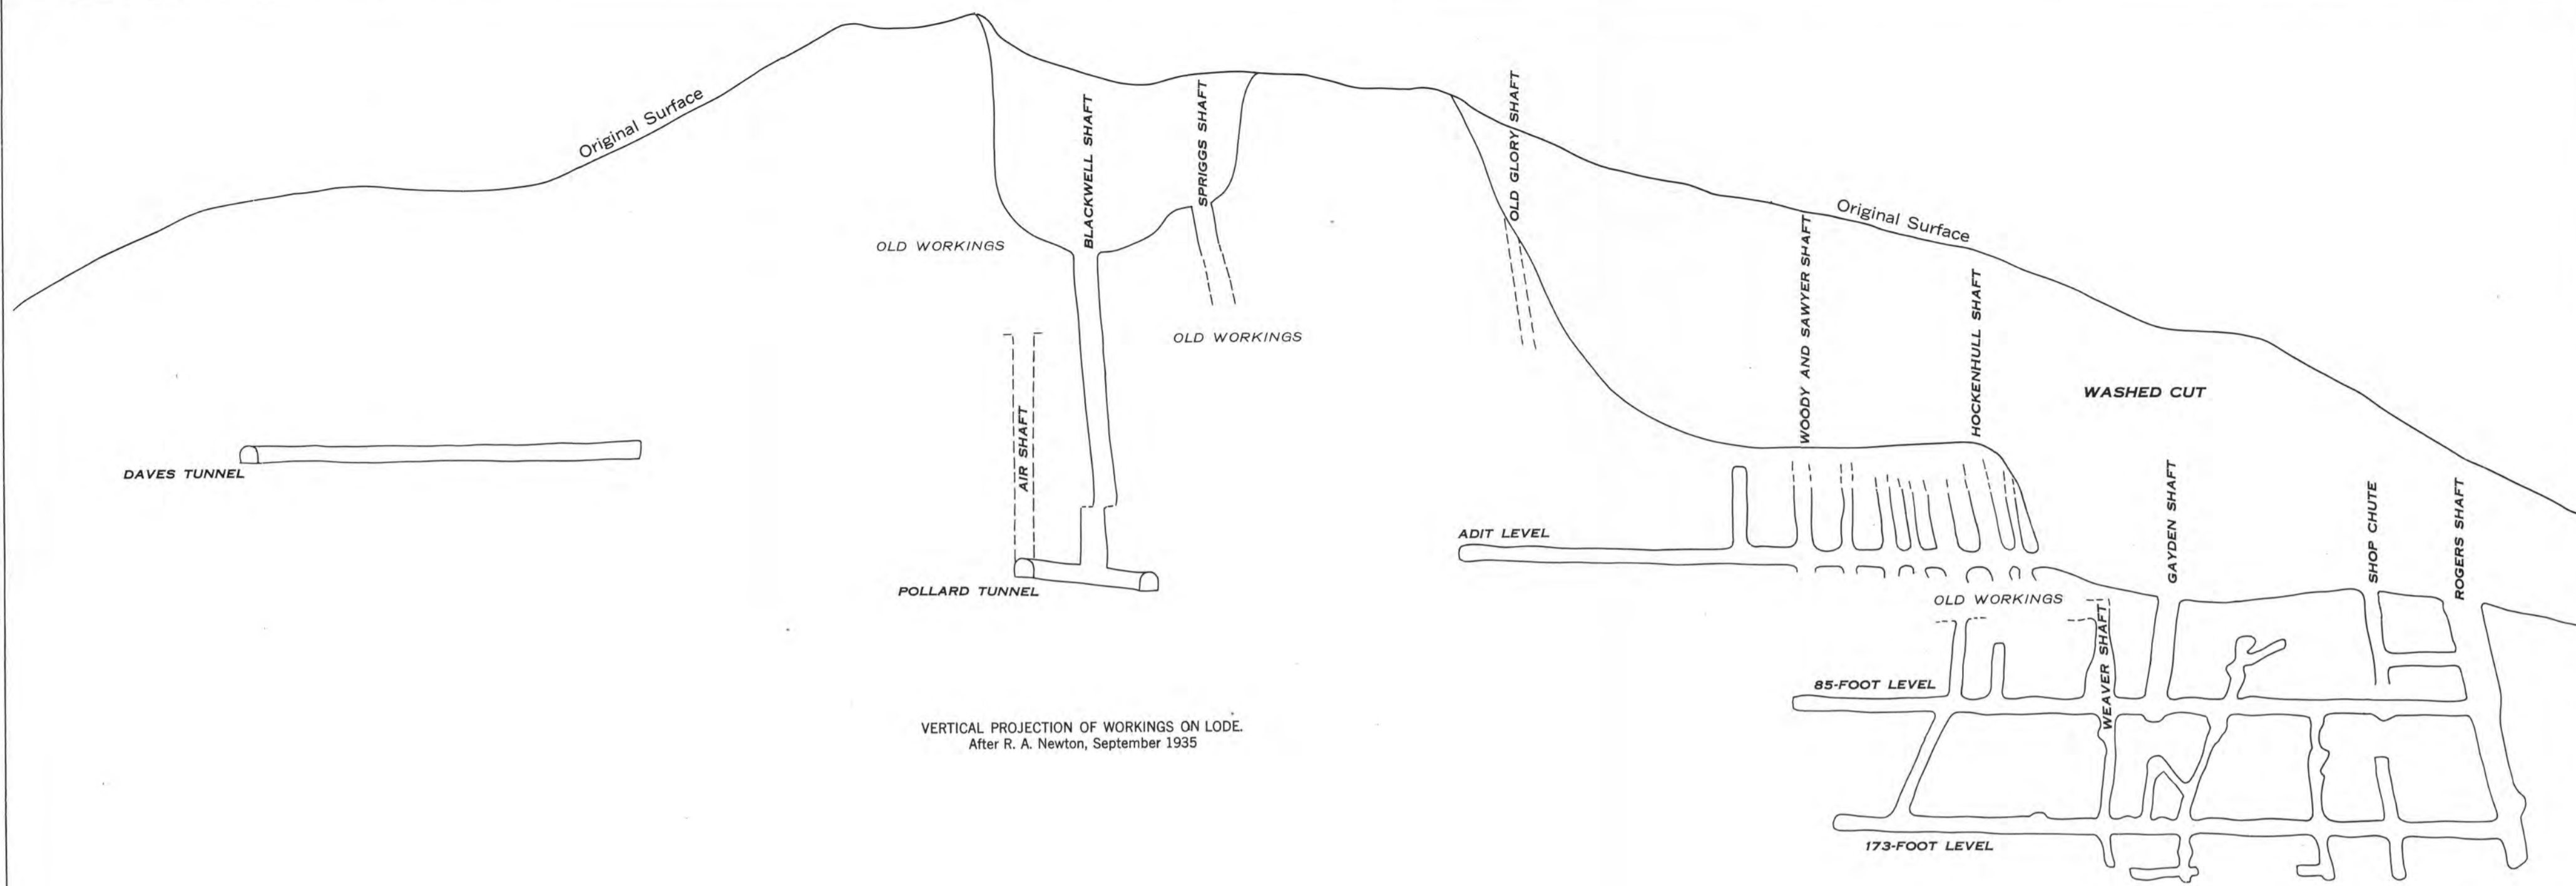 Original Surface
BLACKWELL SHAFT
SPRIGGS SHAFT
OLD GLORY SHAFT
Original Surface
WOODY AND SAWYER SHAFT
HOCKENHULL SHAFT
OLD WORKINGS
OLD WORKINGS
WASHED CUT
AIR SHAFT
DAVES TUNNEL
POLLARD TUNNEL
ADIT LEVEL
GAYDEN SHAFT
SHOP CHUTE
ROGERS SHAFT
OLD WORKINGS
WEAVER SHAFT
85-FOOT LEVEL
173-FOOT LEVEL
VERTICAL PROJECTION OF WORKINGS ON LODE.
After R. A. Newton, September 1935